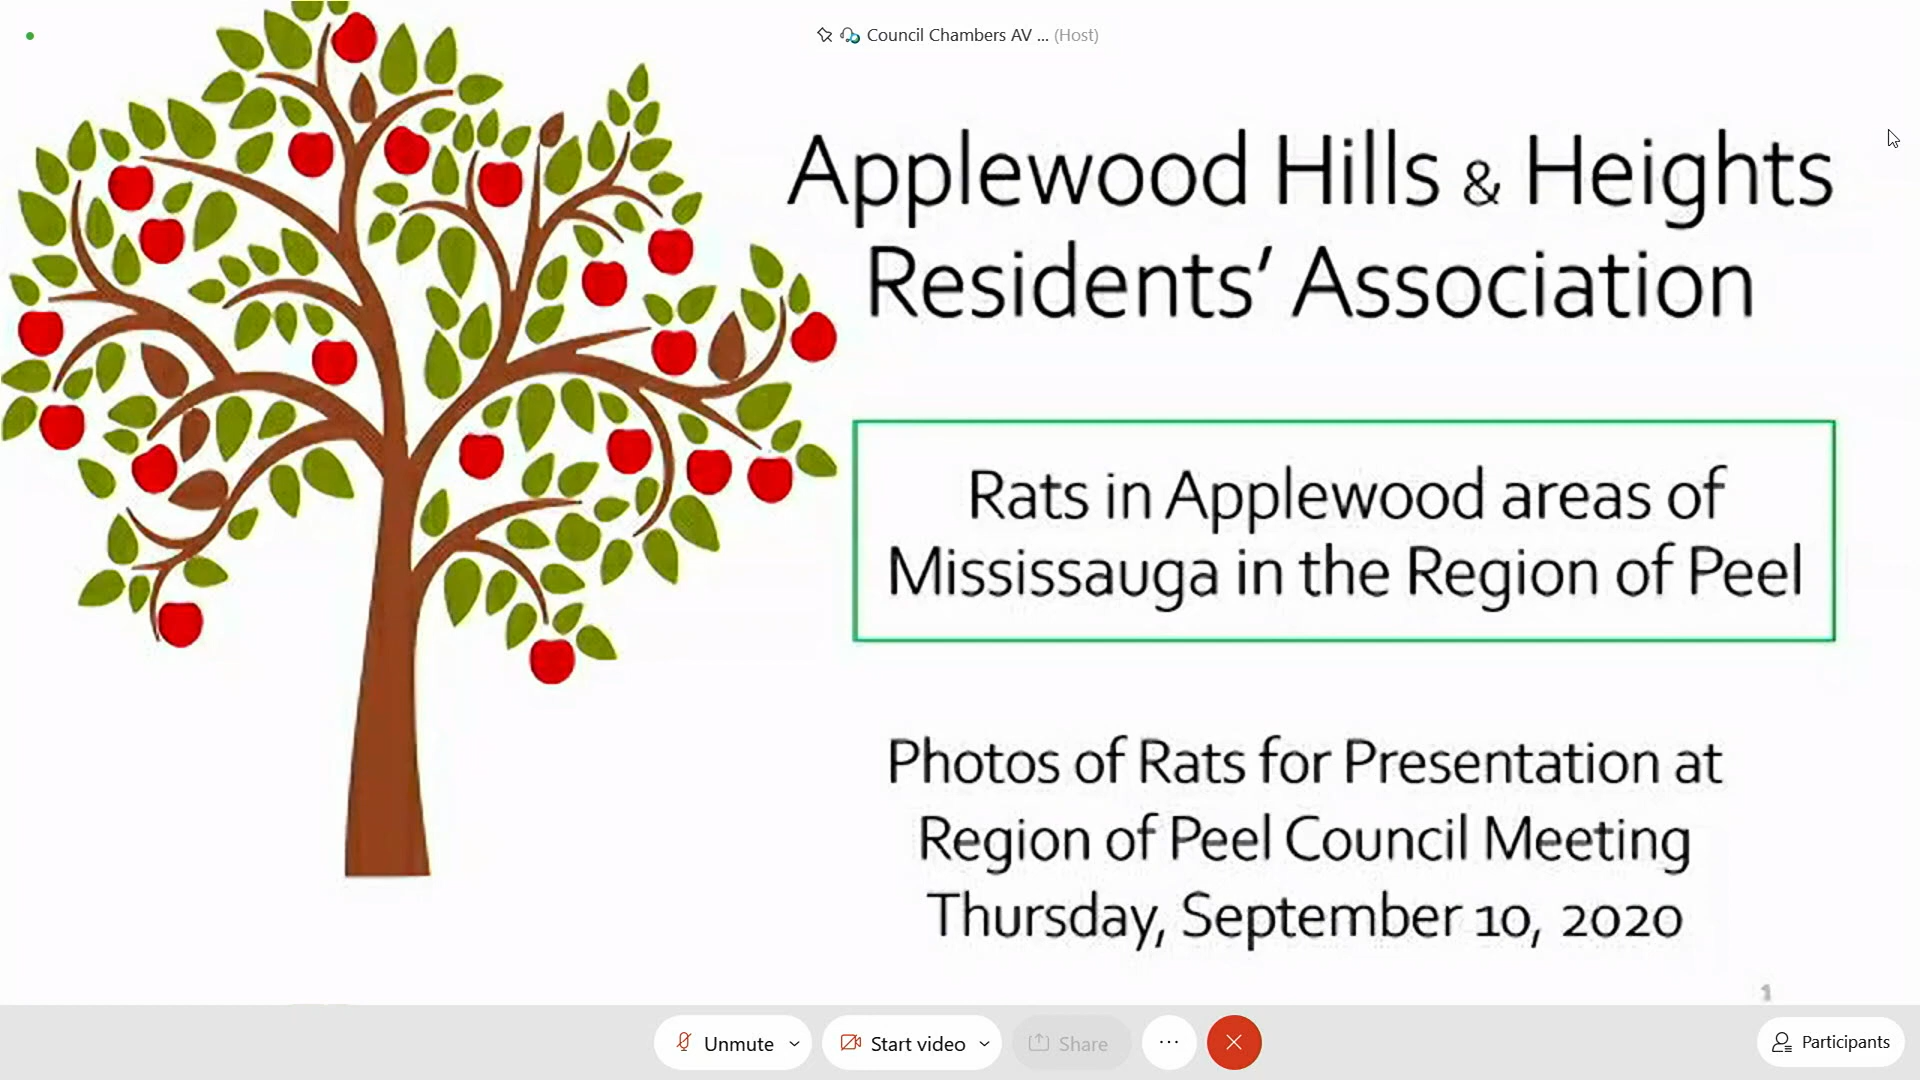 Council Chambers AV ... (Host)
Applewood Hills & Heights
Residents' Association
Rats in Applewood areas of
Mississauga in the Region of Peel
Photos of Rats for Presentation at
Region of Peel Council Meeting
Thursday, September 10, 2020
1
Unmute
Start video
Share
Participants